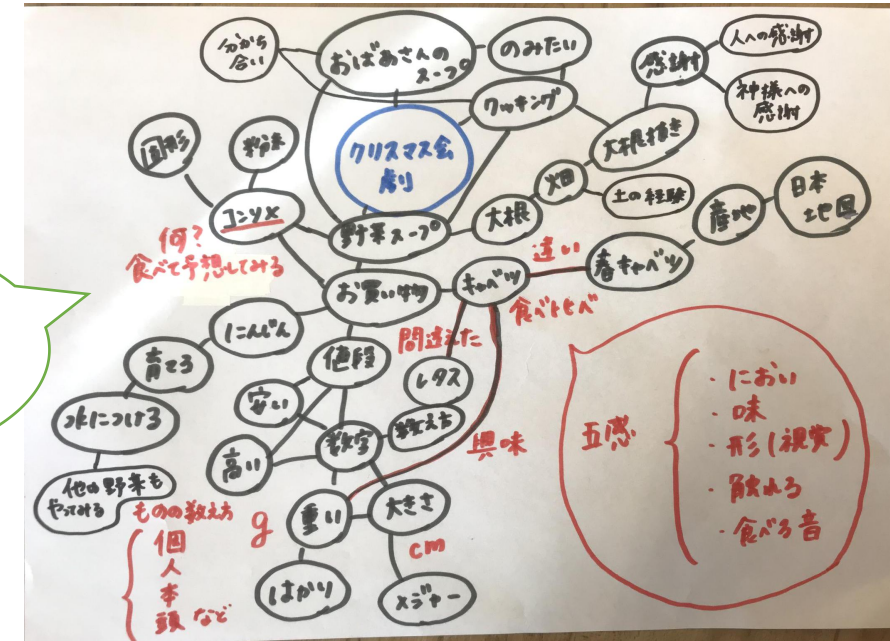 分かち
合い
おばあさんの
スープ
のみたい
感謝
人への感謝
神様への
感謝
クッキング
大根抜き
クリスマス会
劇
固形
粉末
コンソメ
何?
食べて予想してみる
野菜スープ
大根
畑
土の経験
産地
日本
地図
違い
春キャベツ
お買い物
キャベツ
食べ比べ
にんじん
育てる
水につける
他の野菜も
やってみる
値段
安い
高い
数字
数え方
間違えた
レタス
興味
ものの数え方
個
人
本
頭 など
g
重い
大きさ
cm
はかり
メジャー
五感
・におい
・味
・形(視覚)
・触れる
・食べる音